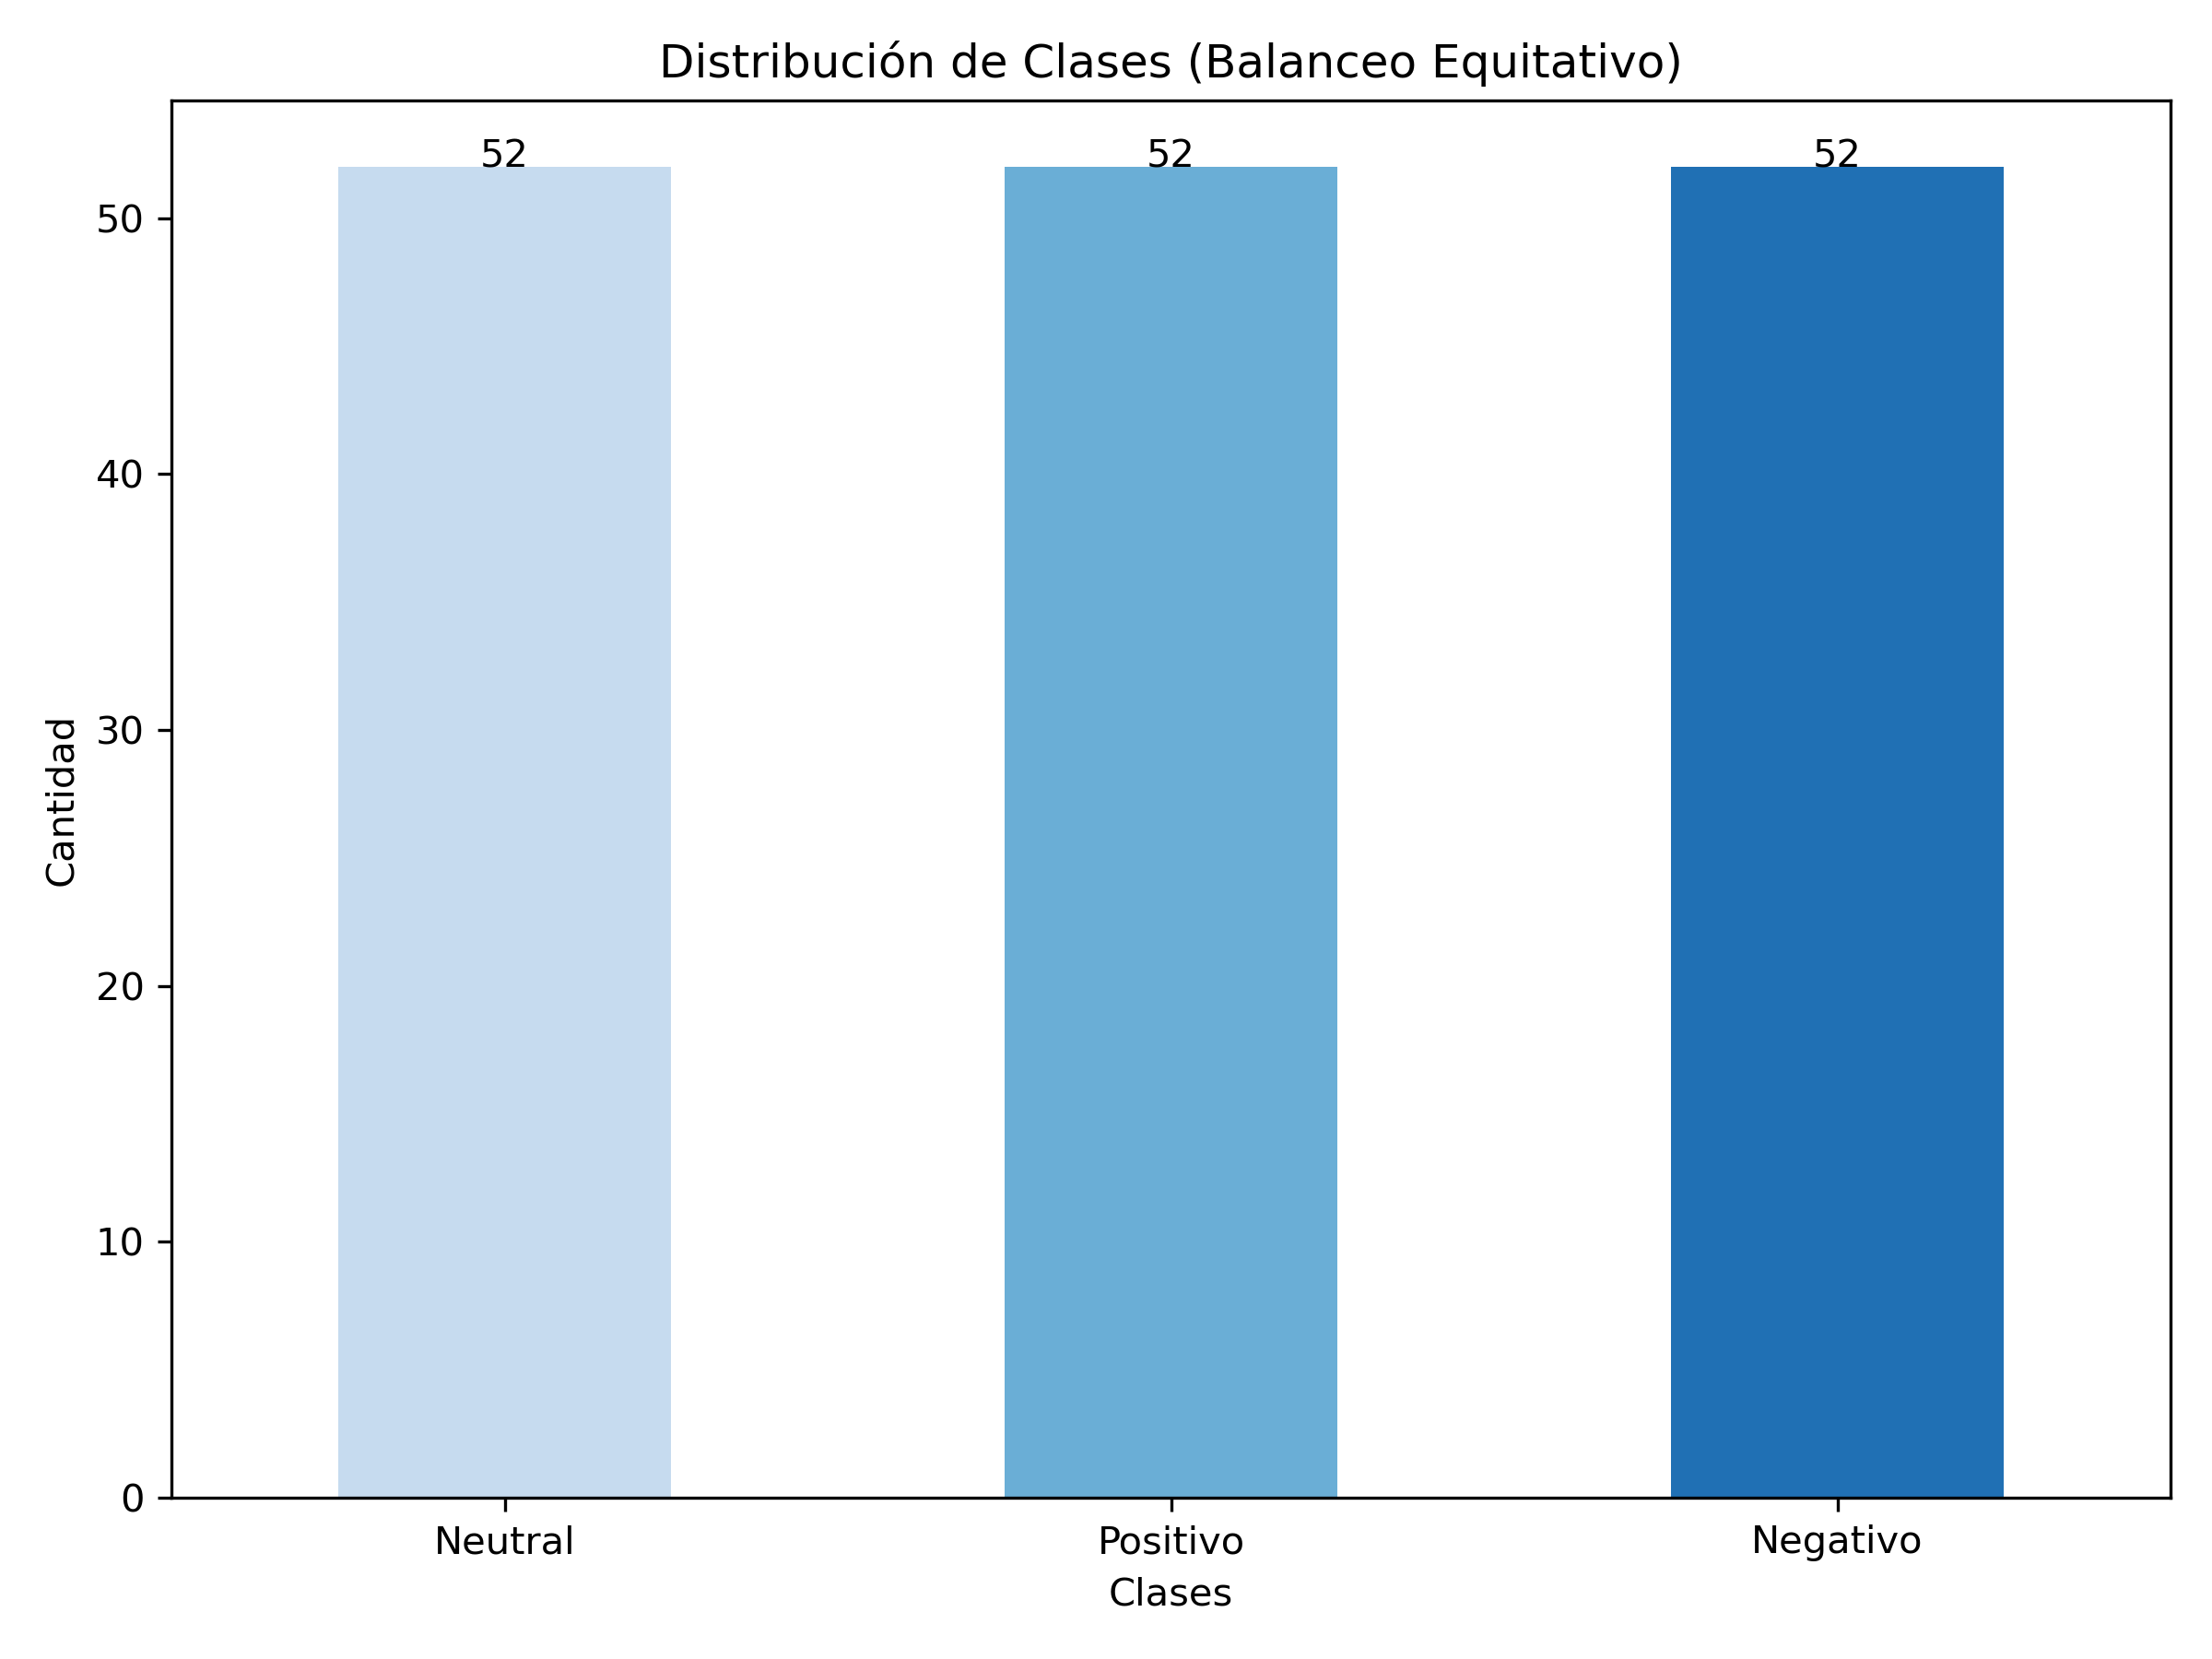 Distribución de Clases (Balanceo Equitativo)
52
52
52
50
40
30
20
10
0
Cantidad
Neutral
Positivo
Negativo
Clases